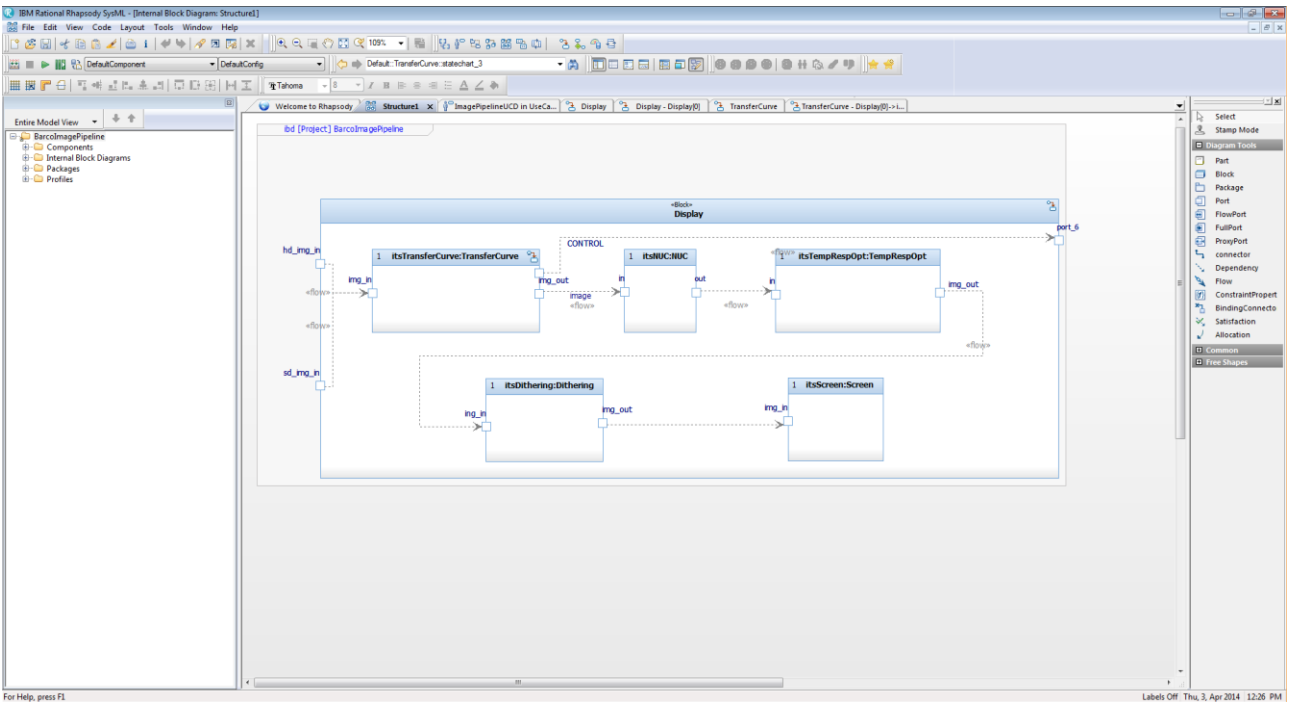 IBM Rational Rhapsody SysML - [Internal Block Diagram: Structure1]
File Edit View Code Layout Tools Window Help
109%
DefaultComponent DefaultConfig Default::TransferCurve::statechart_3
Tahoma 8
Welcome to Rhapsody Structure1 x ImagePipelineUCD in UseCa... Display Display - Display[0] TransferCurve TransferCurve - Display[0]->i...
Entire Model View
BarcoImagePipeline
Components
Internal Block Diagrams
Packages
Profiles
ibd [Project] BarcoImagePipeline
«Block»
Display
port_6
hd_img_in
CONTROL
1 itsTransferCurve:TransferCurve
1 itsNUC:NUC
«flow»
1 itsTempRespOpt:TempRespOpt
img_in
img_out
in
out
in
img_out
«flow»
image
«flow»
«flow»
«flow»
«flow»
sd_img_in
1 itsDithering:Dithering
1 itsScreen:Screen
ing_in
img_out
img_in
Select
Stamp Mode
Diagram Tools
Part
Block
Package
Port
FlowPort
FullPort
ProxyPort
connector
Dependency
Flow
ConstraintPropert
BindingConnecto
Satisfaction
Allocation
Common
Free Shapes
For Help, press F1
Labels Off Thu, 3, Apr 2014 12:26 PM